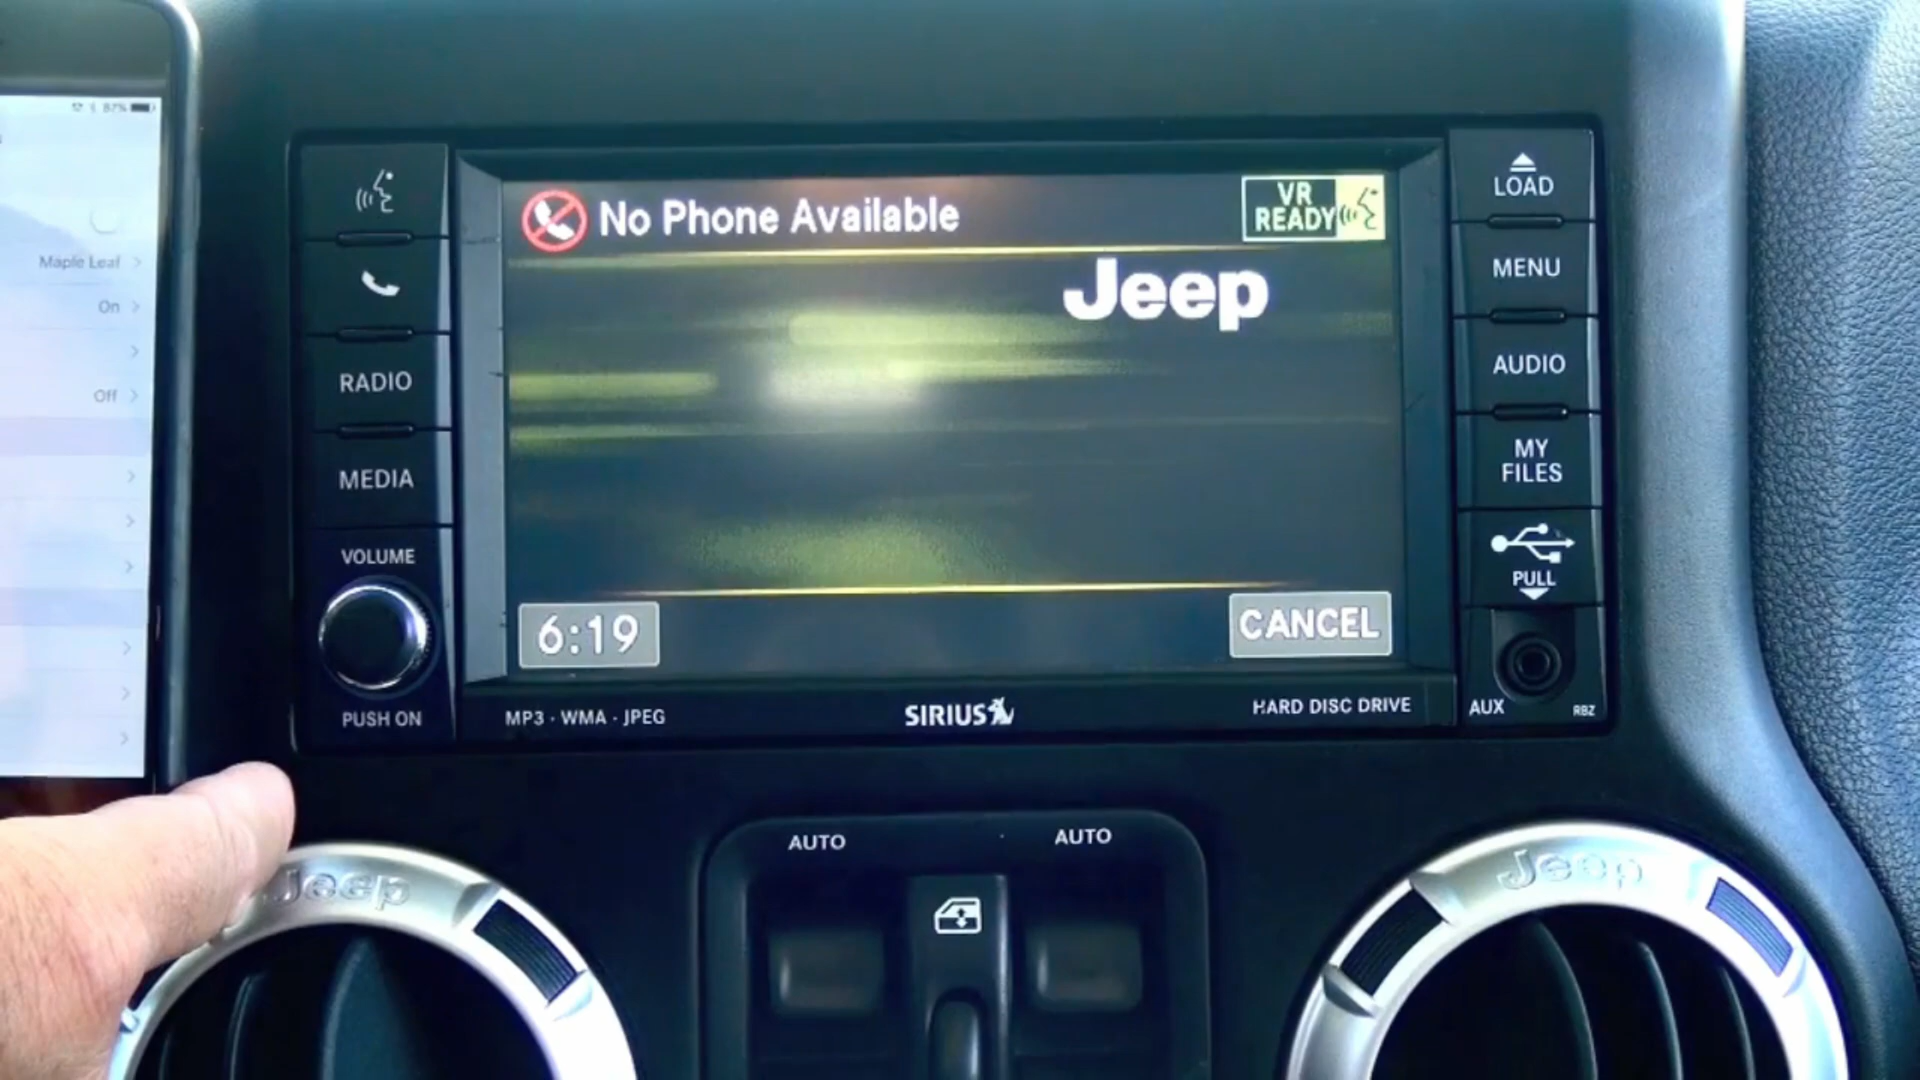 87%
Maple Leaf
On
Off
No Phone Available
VR
READY
Jeep
6:19
CANCEL
RADIO
MEDIA
VOLUME
PUSH ON
LOAD
MENU
AUDIO
MY
FILES
PULL
AUX
RBZ
MP3 · WMA · JPEG
SIRIUS
HARD DISC DRIVE
AUTO
AUTO
Jeep
Jeep